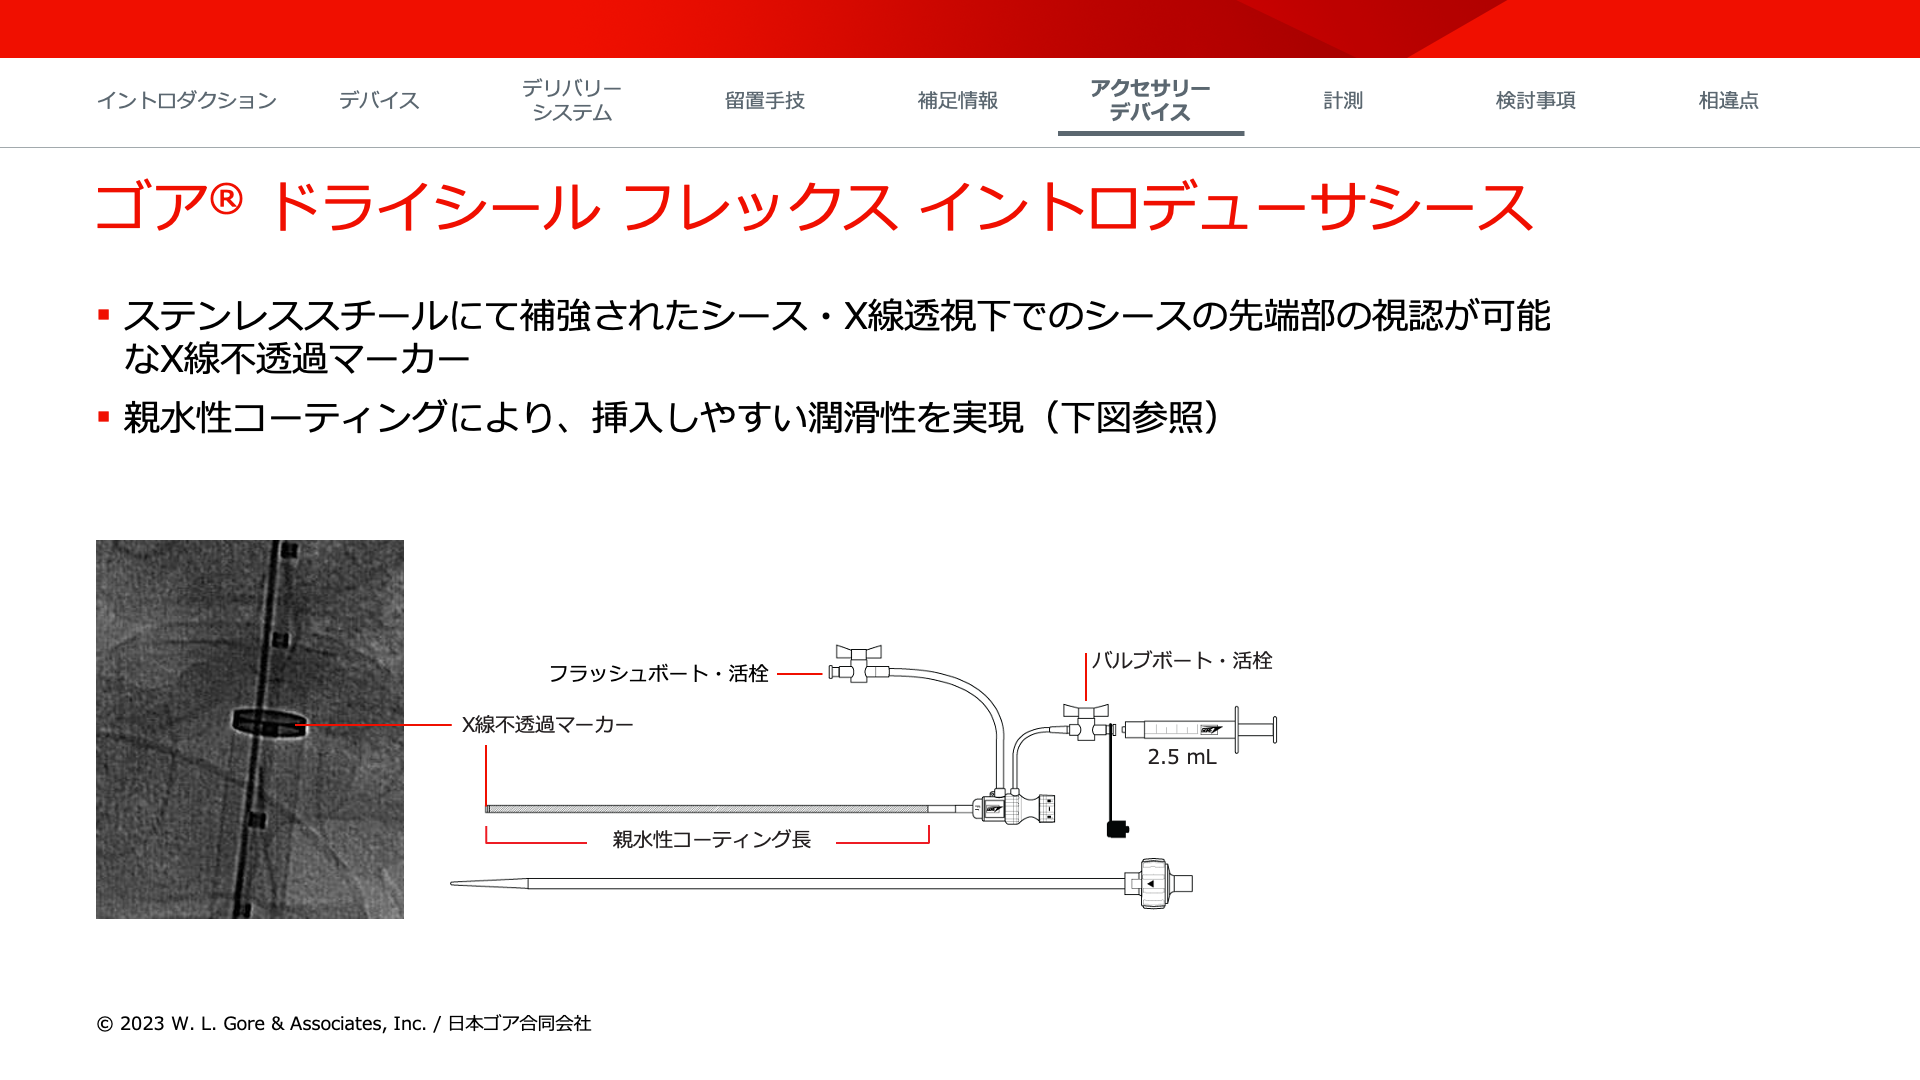 イントロダクション
デバイス
デリバリー
システム
留置手技
補足情報
アクセサリー
デバイス
計測
検討事項
相違点
ゴア® ドライシール フレックス イントロデューサシース
▪ ステンレススチールにて補強されたシース・X線透視下でのシースの先端部の視認が可能
なX線不透過マーカー
▪ 親水性コーティングにより、挿入しやすい潤滑性を実現（下図参照）
フラッシュボート・活栓
バルブボート・活栓
X線不透過マーカー
2.5 mL
親水性コーティング長
© 2023 W. L. Gore & Associates, Inc. / 日本ゴア合同会社